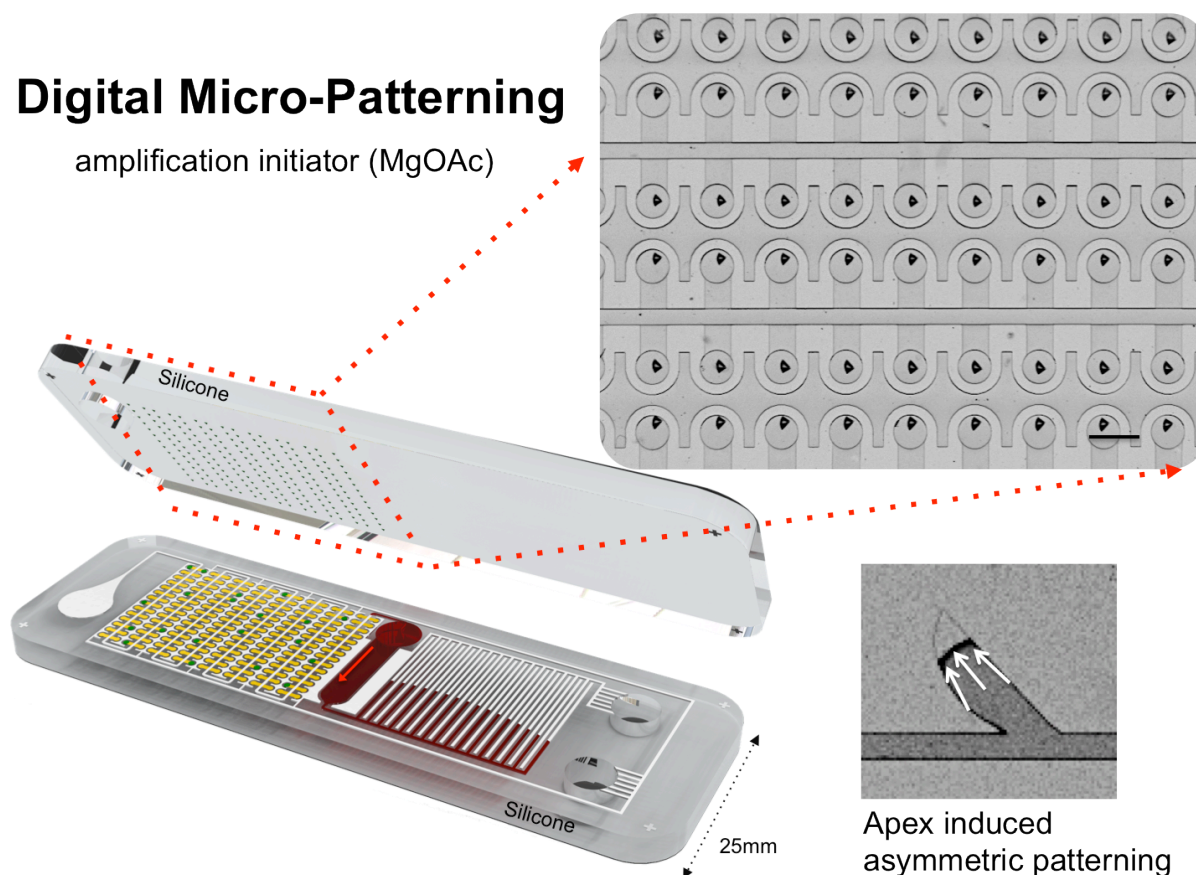 Digital Micro-Patterning
amplification initiator (MgOAc)
Silicone
Silicone
25mm
Apex induced
asymmetric patterning